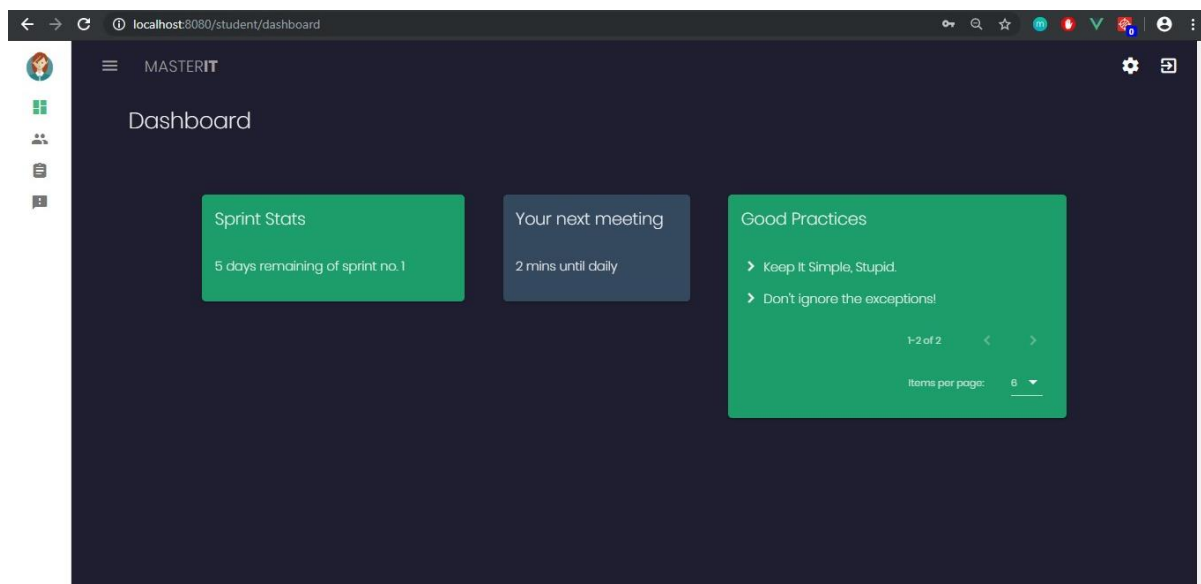 localhost:8080/student/dashboard
0
MASTERIT
Dashboard
Sprint Stats
5 days remaining of sprint no. 1
Your next meeting
2 mins until daily
Good Practices
Keep It Simple, Stupid.
Don't ignore the exceptions!
1-2 of 2
Items per page: 6